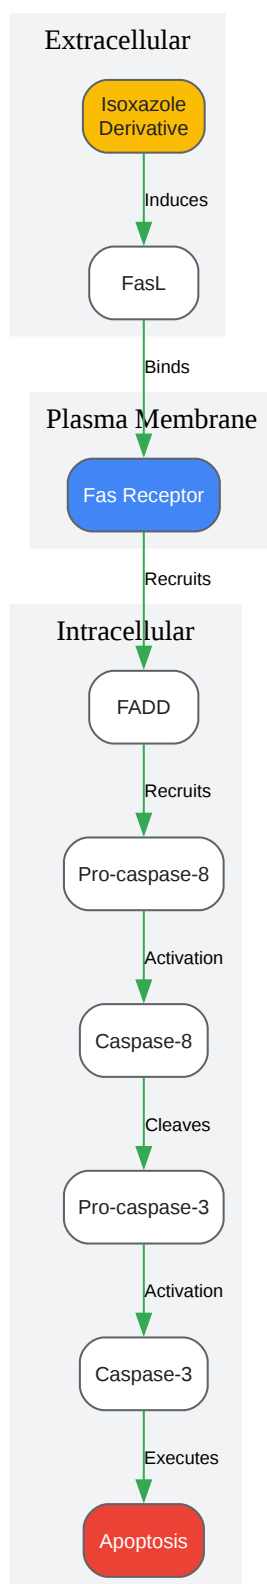 Extracellular
Isoxazole
Derivative
Induces
FasL
Binds
Plasma Membrane
Fas Receptor
Recruits
Intracellular
FADD
Recruits
Pro-caspase-8
Activation
Caspase-8
Cleaves
Pro-caspase-3
Activation
Caspase-3
Executes
Apoptosis